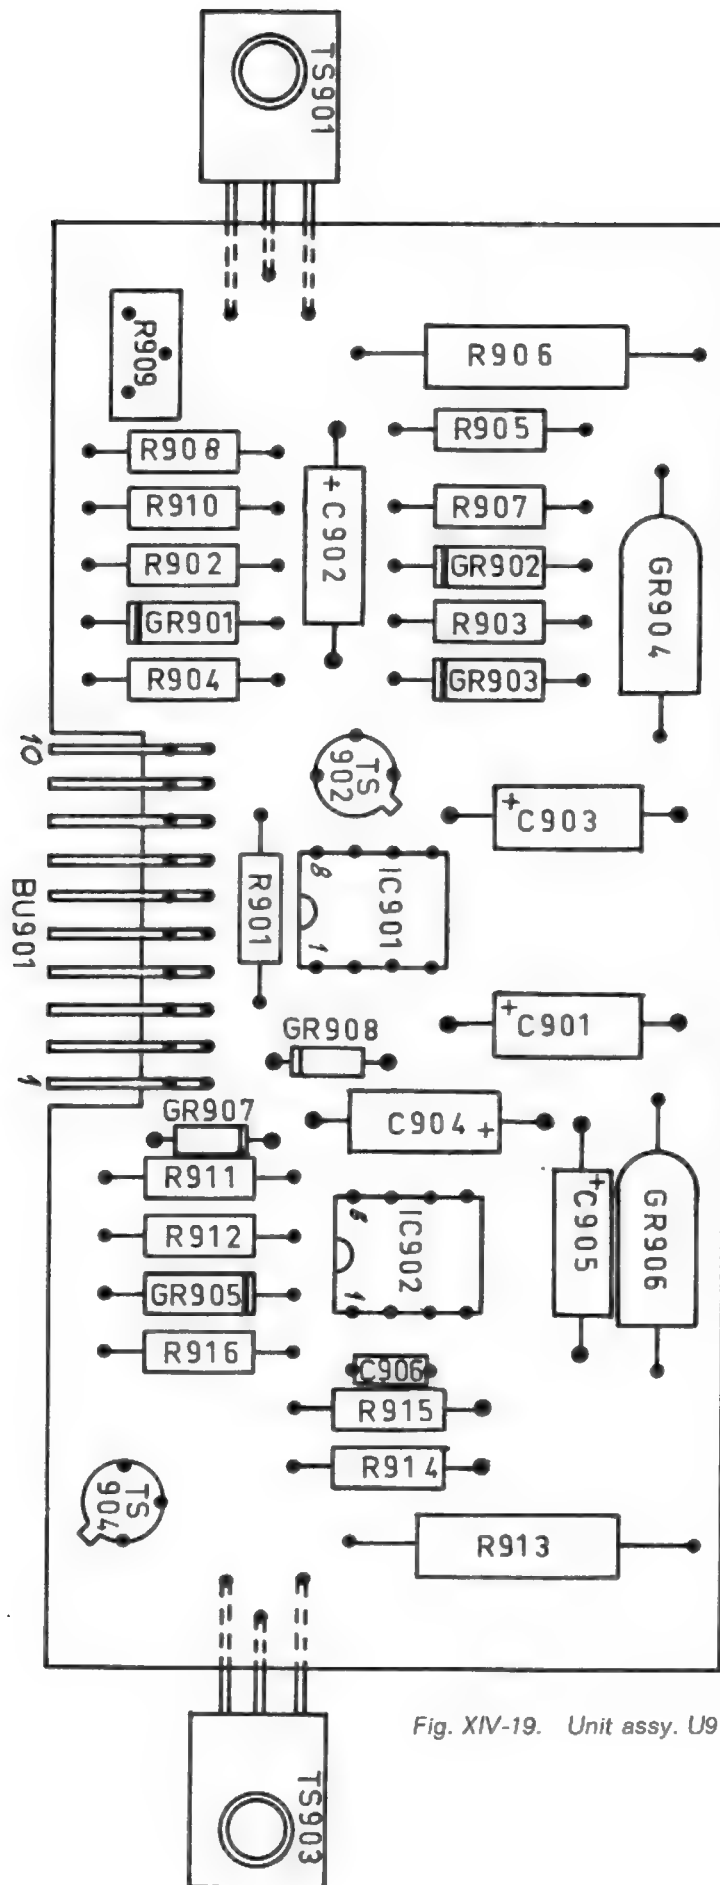 TS901
R909
R906
R905
R908
+C902
R910
R907
R902
GR902
GR904
GR901
R903
R904
GR903
10
TS
902
+C903
BU901
R901
8
1
IC901
+C901
GR908
1
GR907
C904+
R911
+C905
GR906
R912
8
1
IC902
GR905
R916
C906
R915
R914
TS
904
R913
Fig. XIV-19. Unit assy. U9
TS903